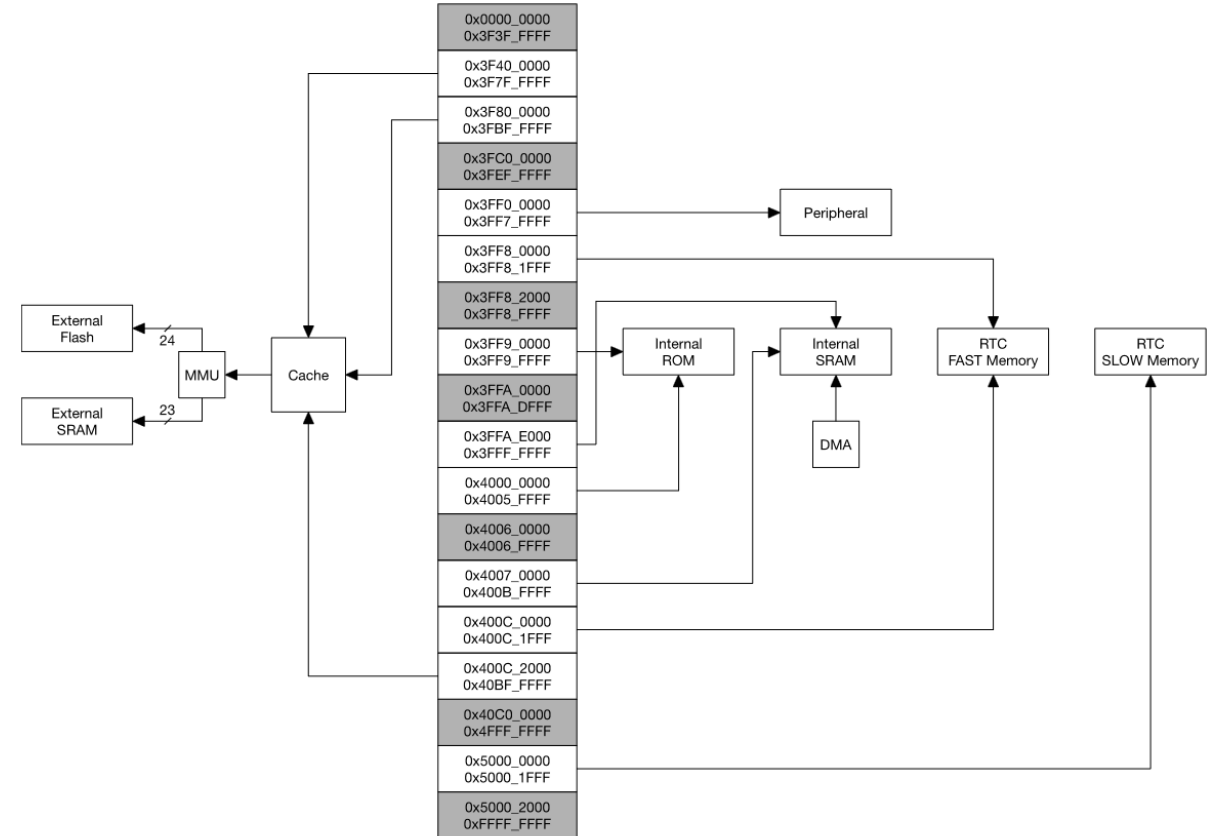 0x0000_0000
0x3F3F_FFFF
0x3F40_0000
0x3F7F_FFFF
0x3F80_0000
0x3FBF_FFFF
0x3FC0_0000
0x3FEF_FFFF
0x3FF0_0000
0x3FF7_FFFF
Peripheral
0x3FF8_0000
0x3FF8_1FFF
0x3FF8_2000
0x3FF8_FFFF
External
Flash
24
MMU
Cache
External
SRAM
23
0x3FF9_0000
0x3FF9_FFFF
Internal
ROM
Internal
SRAM
RTC
FAST Memory
RTC
SLOW Memory
0x3FFA_0000
0x3FFA_DFFF
0x3FFA_E000
0x3FFF_FFFF
DMA
0x4000_0000
0x4005_FFFF
0x4006_0000
0x4006_FFFF
0x4007_0000
0x400B_FFFF
0x400C_0000
0x400C_1FFF
0x400C_2000
0x40BF_FFFF
0x40C0_0000
0x4FFF_FFFF
0x5000_0000
0x5000_1FFF
0x5000_2000
0xFFFF_FFFF